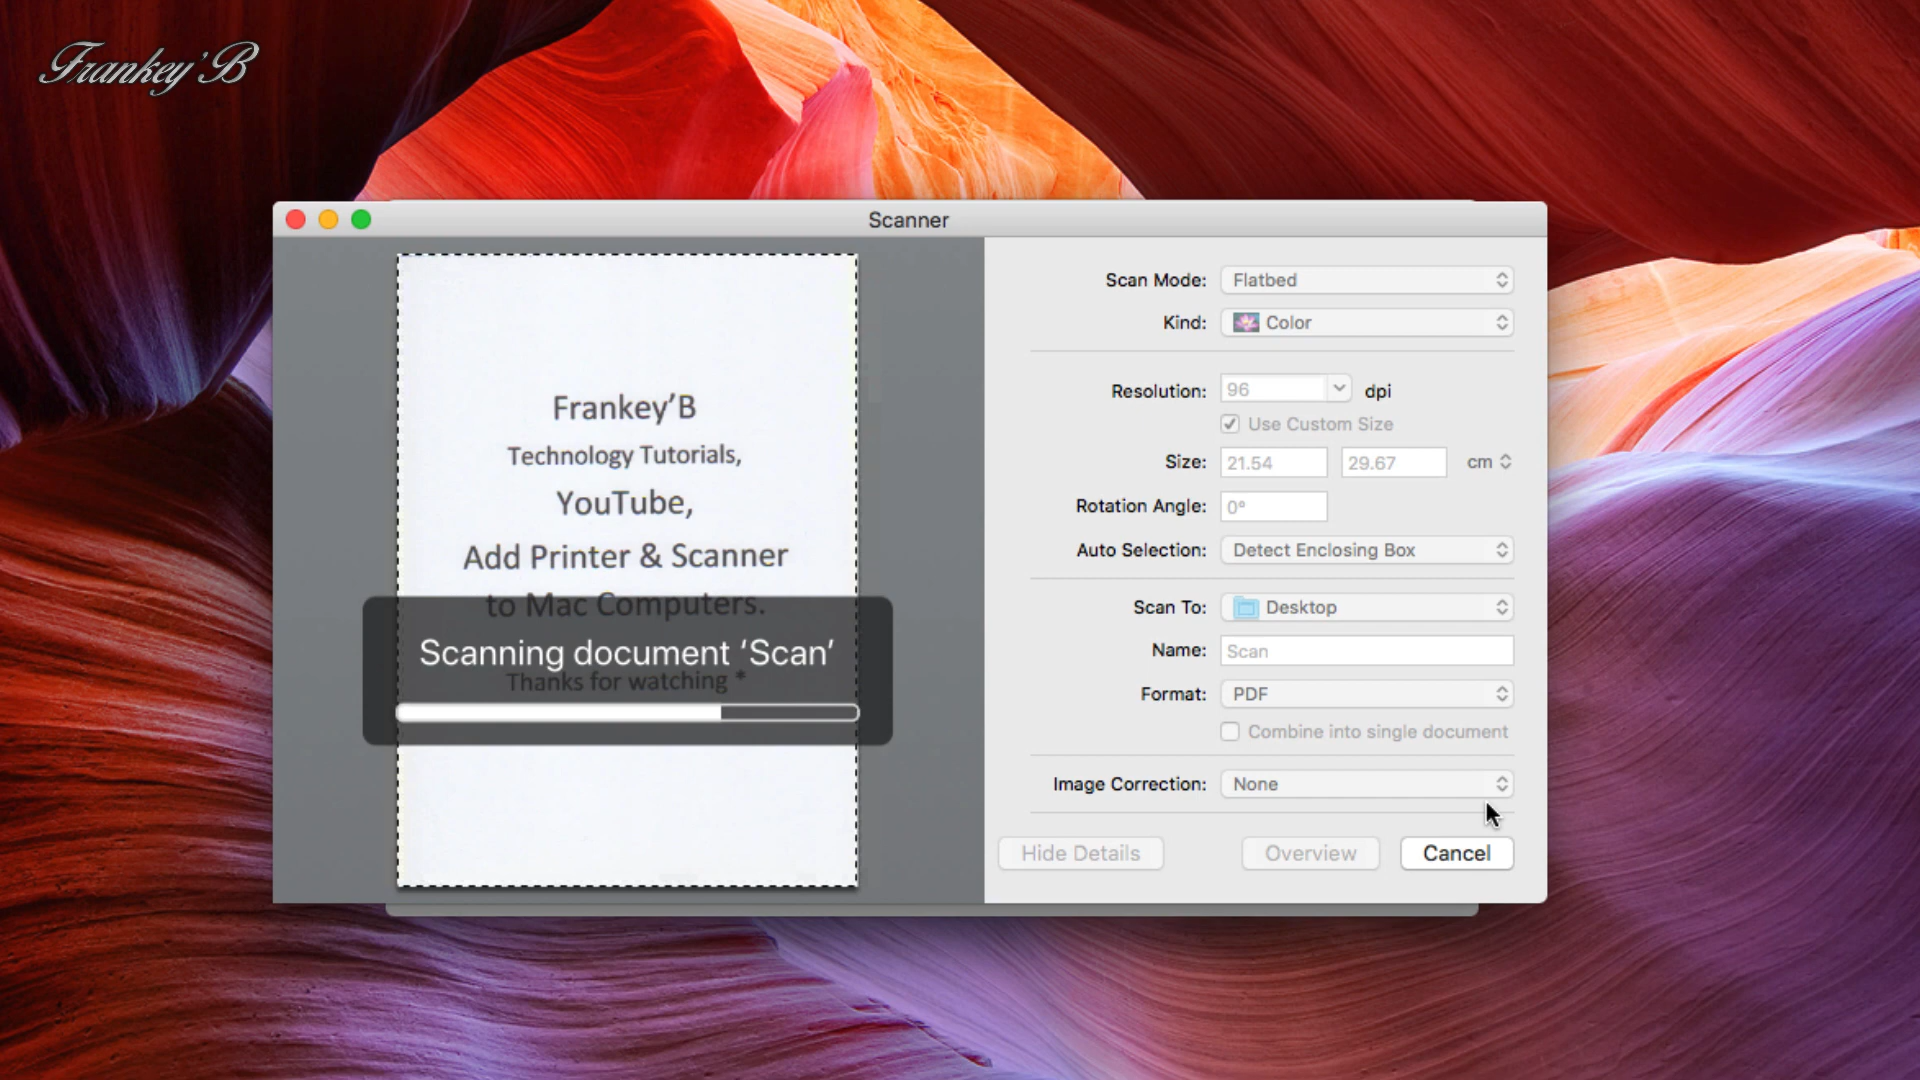 Frankey'B
Scanner
Frankey’B
Technology Tutorials,
YouTube,
Add Printer & Scanner
to Mac Computers.
Scanning document ‘Scan’
Thanks for watching *
Scan Mode: Flatbed
Kind: Color
Resolution: 96 dpi
Use Custom Size
Size: 21.54 29.67 cm
Rotation Angle: 0°
Auto Selection: Detect Enclosing Box
Scan To: Desktop
Name: Scan
Format: PDF
Combine into single document
Image Correction: None
Hide Details Overview Cancel